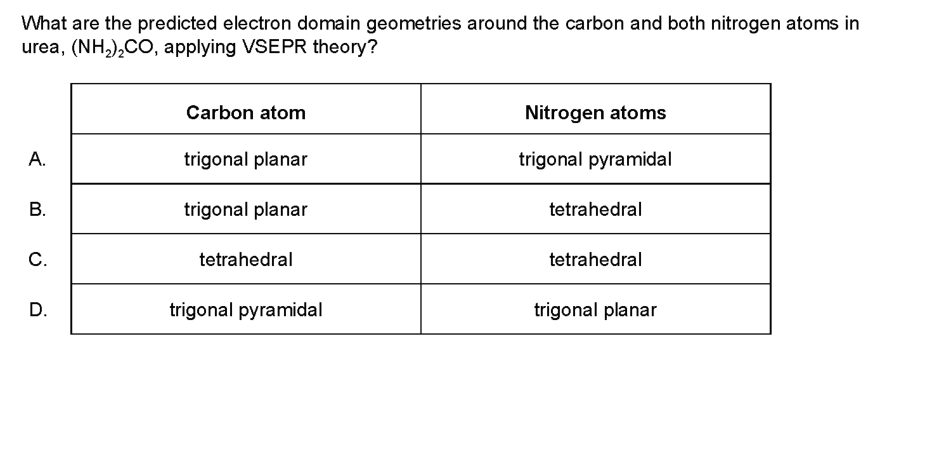 What are the predicted electron domain geometries around the carbon and both nitrogen atoms in
urea, (NH₂)₂CO, applying VSEPR theory?
Carbon atom Nitrogen atoms
A. trigonal planar trigonal pyramidal
B. trigonal planar tetrahedral
C. tetrahedral tetrahedral
D. trigonal pyramidal trigonal planar